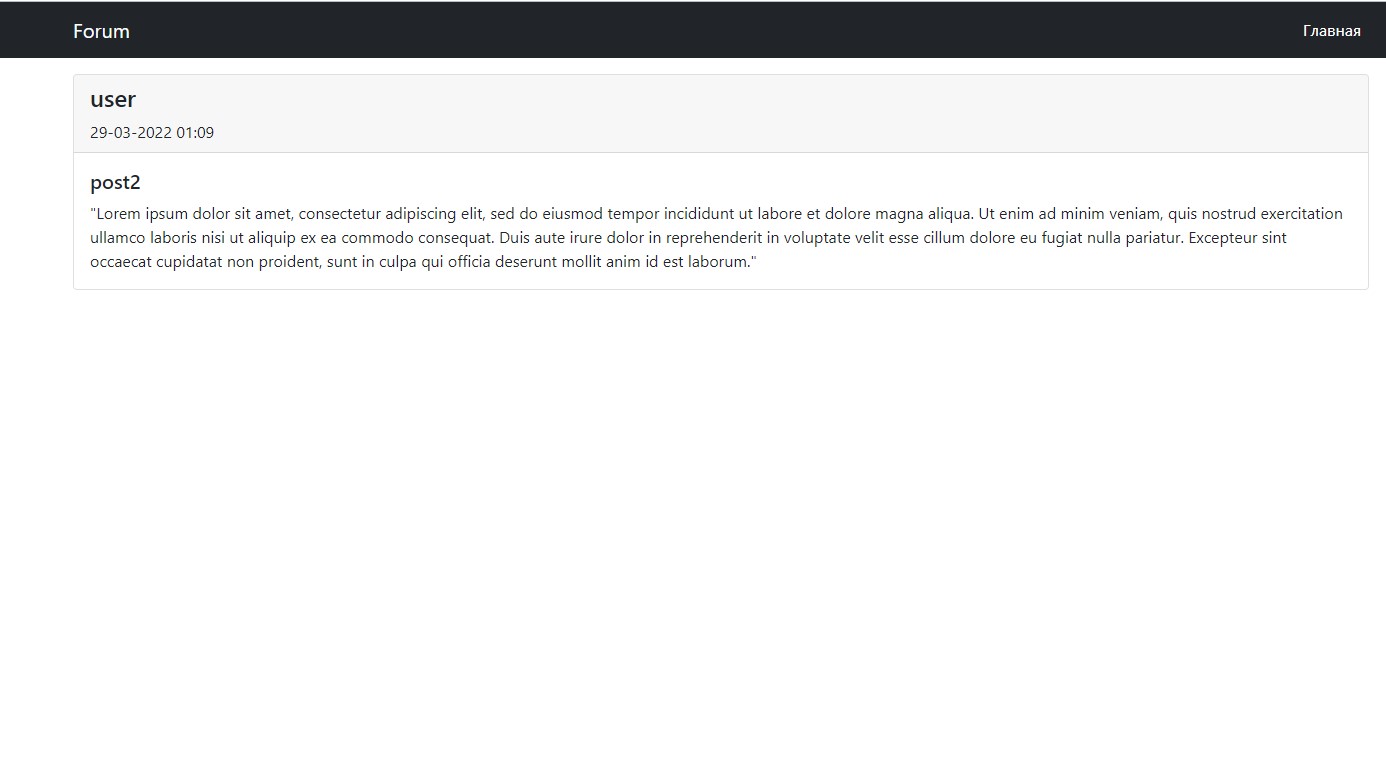 Forum
Главная
user
29-03-2022 01:09
post2
"Lorem ipsum dolor sit amet, consectetur adipiscing elit, sed do eiusmod tempor incididunt ut labore et dolore magna aliqua. Ut enim ad minim veniam, quis nostrud exercitation
ullamco laboris nisi ut aliquip ex ea commodo consequat. Duis aute irure dolor in reprehenderit in voluptate velit esse cillum dolore eu fugiat nulla pariatur. Excepteur sint
occaecat cupidatat non proident, sunt in culpa qui officia deserunt mollit anim id est laborum."